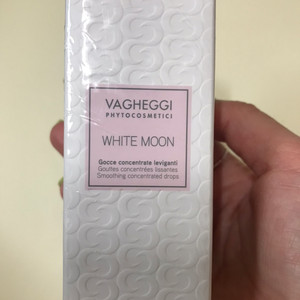 VAGHEGGI
PHYTOCOSMETICI
WHITE MOON
Gocce concentrate leviganti
Gouttes concentrées lissantes
Smoothing concentrated drops